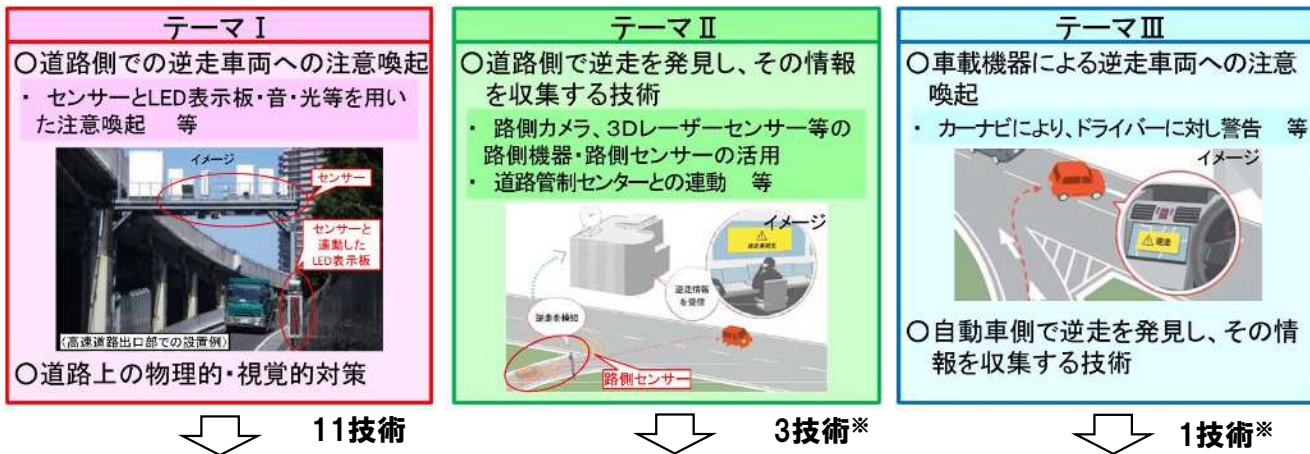 テーマⅠ
○道路側での逆走車両への注意喚起
・ センサーとLED表示板・音・光等を用い
た注意喚起　等
イメージ
センサー
センサーと
連動した
LED表示板
(高速道路出口部での設置例)
○道路上の物理的・視覚的対策
11技術
テーマⅡ
○道路側で逆走を発見し、その情報
を収集する技術
・ 路側カメラ、3Dレーザーセンサー等の
路側機器・路側センサーの活用
・ 道路管制センターとの連動　等
イメージ
逆走情報
を受信
逆走を検知
路側センサー
3技術※
テーマⅢ
○車載機器による逆走車両への注意
喚起
・ カーナビにより、ドライバーに対し警告　等
イメージ
逆走
○自動車側で逆走を発見し、その情
報を収集する技術
1技術※